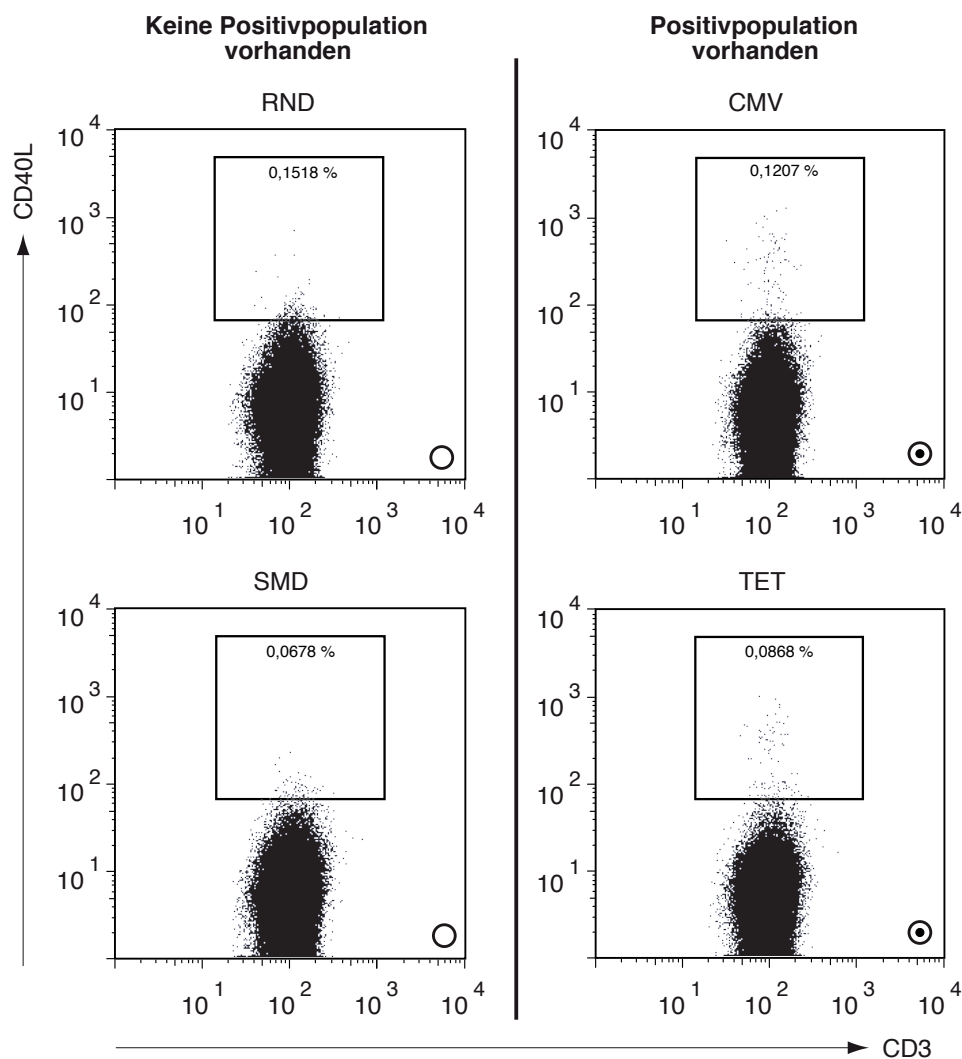 Keine Positivpopulation
vorhanden
Positivpopulation
vorhanden
RND
CMV
CD40L
10 4
10 3
10 2
10 1
0,1518 %
10 1 10 2 10 3 10 4
10 4
10 3
10 2
10 1
0,1207 %
10 1 10 2 10 3 10 4
SMD
TET
10 4
10 3
10 2
10 1
0,0678 %
10 1 10 2 10 3 10 4
10 4
10 3
10 2
10 1
0,0868 %
10 1 10 2 10 3 10 4
CD3